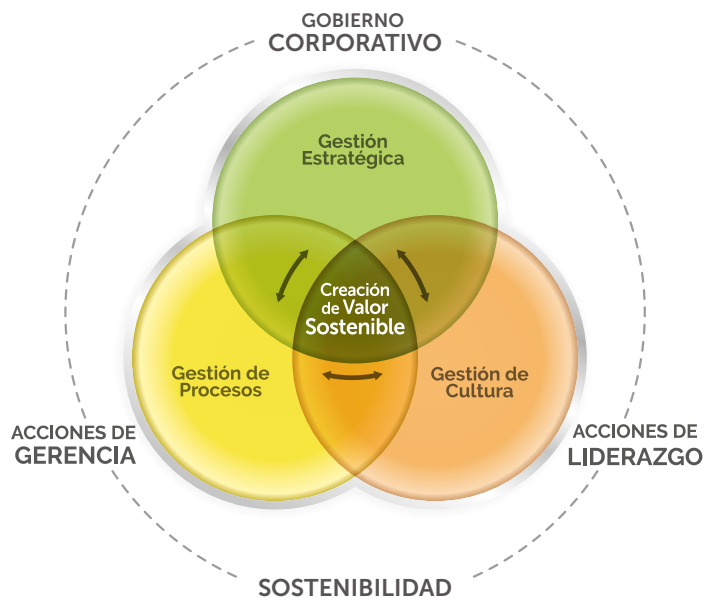 GOBIERNO
CORPORATIVO
Gestión
Estratégica
Creación
de Valor
Sostenible
Gestión de
Procesos
Gestión de
Cultura
ACCIONES DE
GERENCIA
ACCIONES DE
LIDERAZGO
SOSTENIBILIDAD